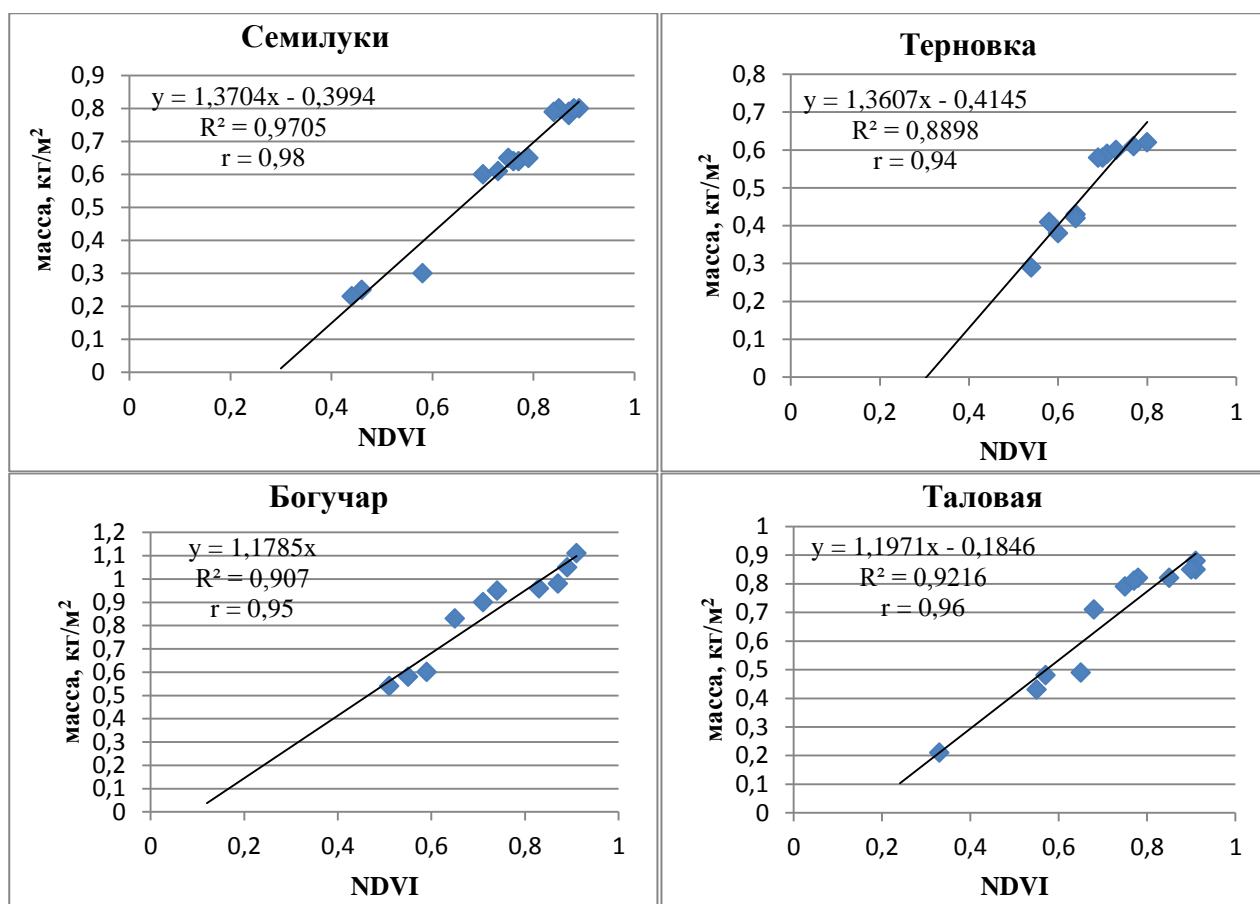 Семилуки
масса, кг/м²
0,9
0,8
0,7
0,6
0,5
0,4
0,3
0,2
0,1
0
y = 1,3704x - 0,3994
R² = 0,9705
r = 0,98
0 0,2 0,4 0,6 0,8 1
NDVI
Терновка
масса, кг/м²
0,8
0,7
0,6
0,5
0,4
0,3
0,2
0,1
0
y = 1,3607x - 0,4145
R² = 0,8898
r = 0,94
0 0,2 0,4 0,6 0,8 1
NDVI
Богучар
масса, кг/м²
1,2
1,1
1
0,9
0,8
0,7
0,6
0,5
0,4
0,3
0,2
0,1
0
y = 1,1785x
R² = 0,907
r = 0,95
0 0,2 0,4 0,6 0,8 1
NDVI
Таловая
масса, кг/м²
1
0,9
0,8
0,7
0,6
0,5
0,4
0,3
0,2
0,1
0
y = 1,1971x - 0,1846
R² = 0,9216
r = 0,96
0 0,2 0,4 0,6 0,8 1
NDVI